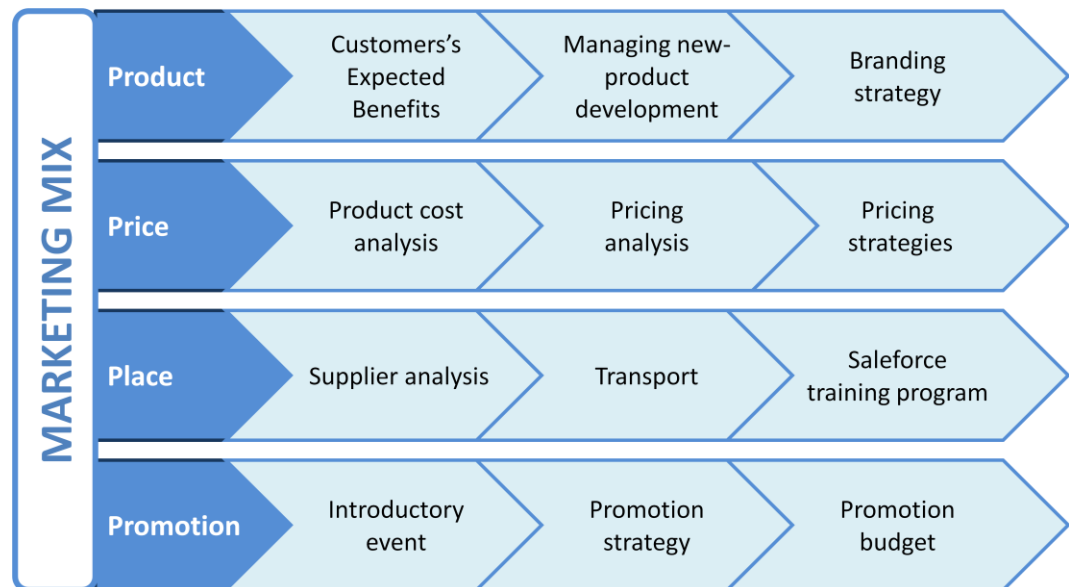 MARKETING MIX
Product
Customers's
Expected
Benefits
Managing new-
product
development
Branding
strategy
Price
Product cost
analysis
Pricing
analysis
Pricing
strategies
Place
Supplier analysis
Transport
Saleforce
training program
Promotion
Introductory
event
Promotion
strategy
Promotion
budget